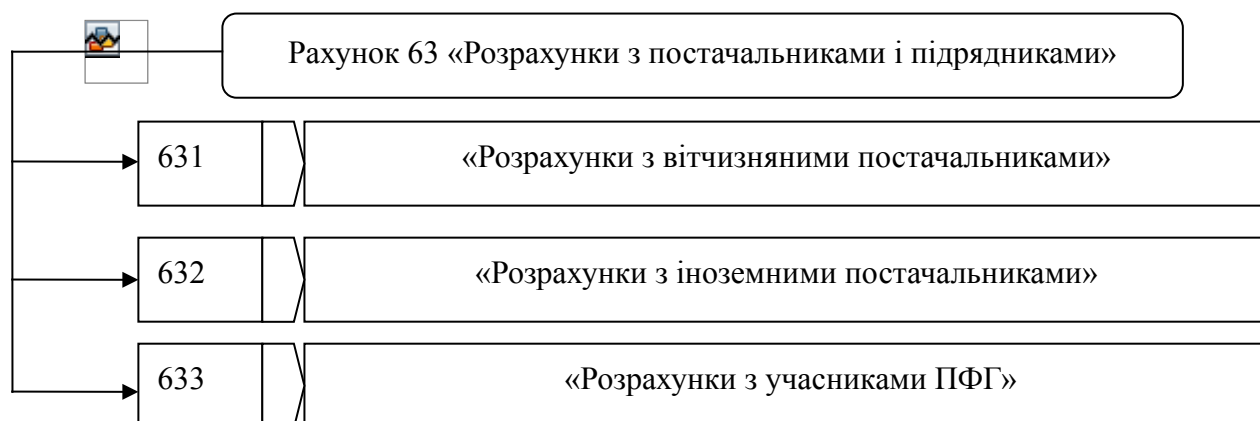 Рахунок 63 «Розрахунки з постачальниками і підрядниками»
631 «Розрахунки з вітчизняними постачальниками»
632 «Розрахунки з іноземними постачальниками»
633 «Розрахунки з учасниками ПФГ»